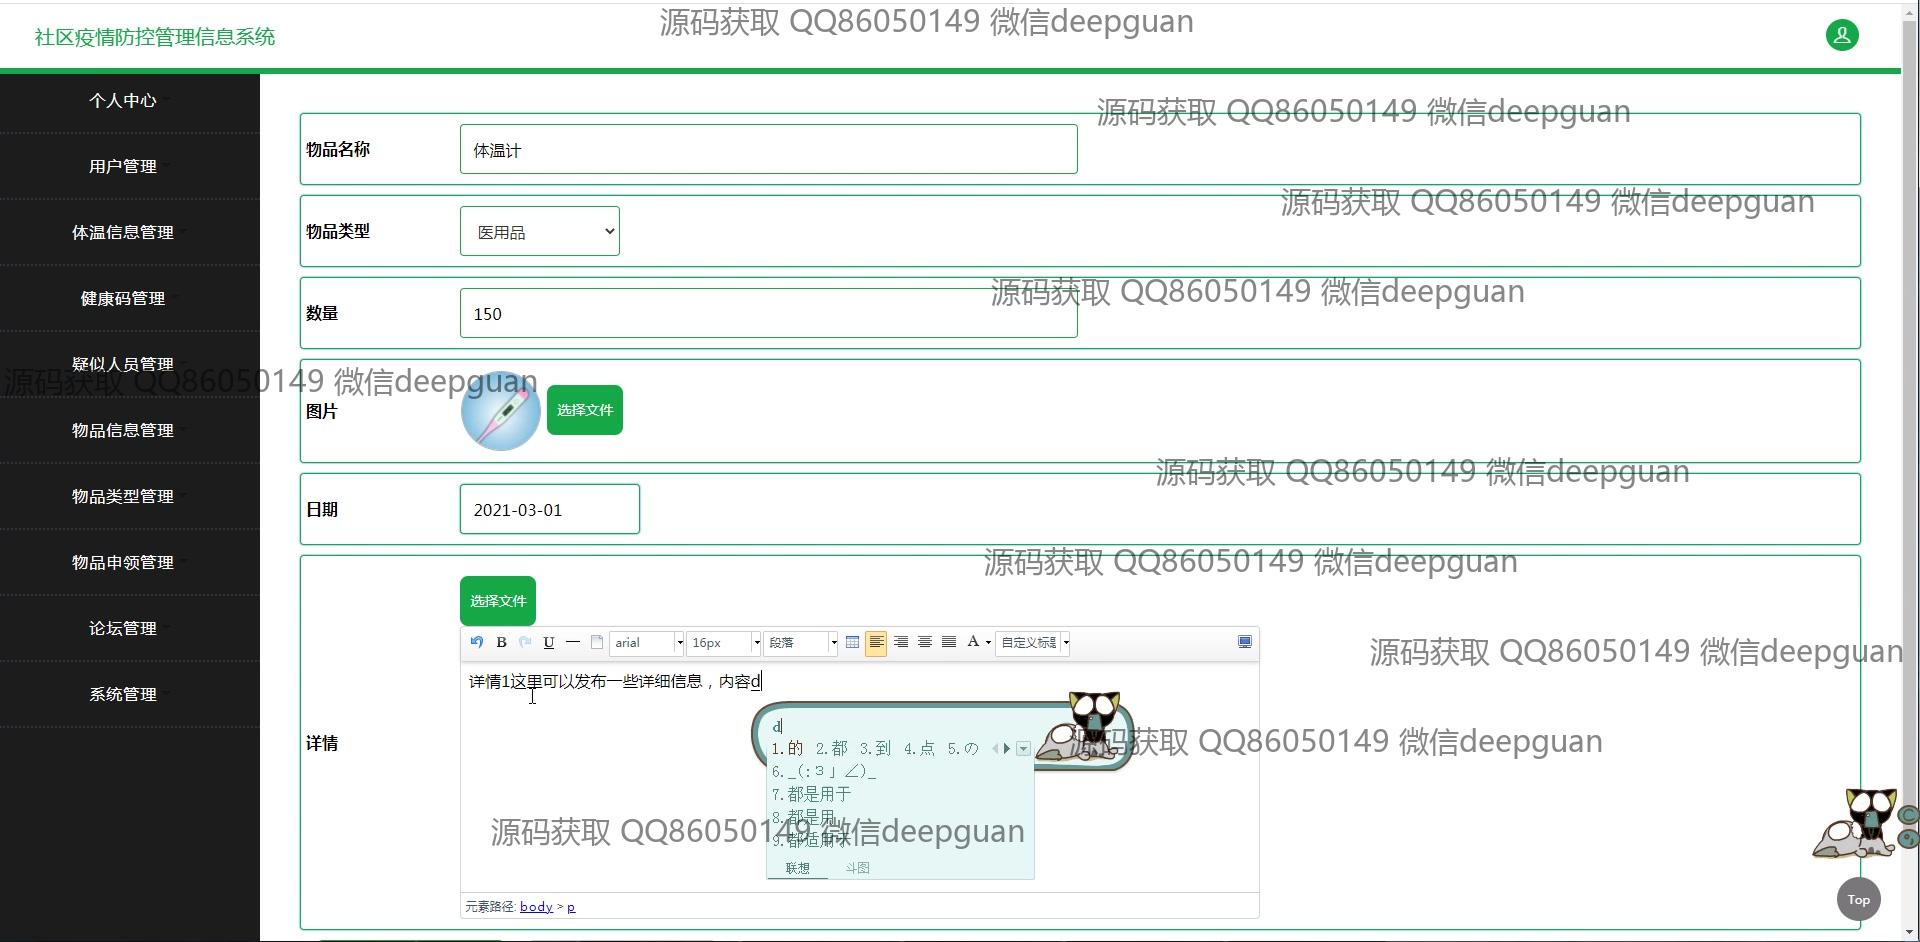 源码获取 QQ86050149 微信deepguan
社区疫情防控管理信息系统
个人中心
用户管理
体温信息管理
健康码管理
疑似人员管理
物品信息管理
物品类型管理
物品申领管理
论坛管理
系统管理
源码获取 QQ86050149 微信deepguan
物品名称 体温计
源码获取 QQ86050149 微信deepguan
物品类型 医用品
源码获取 QQ86050149 微信deepguan
数量 150
源码获取 QQ86050149 微信deepguan
图片 选择文件
源码获取 QQ86050149 微信deepguan
日期 2021-03-01
源码获取 QQ86050149 微信deepguan
选择文件
B U arial 16px 段落 A 自定义标题
源码获取 QQ86050149 微信deepguan
详情1这里可以发布一些详细信息，内容d
详情
d
1.的 2.都 3.到 4.点 5.の
源码获取 QQ86050149 微信deepguan
6._(:3」∠)_
7.都是用于
8.都是用
源码获取 QQ86050149 微信deepguan
9.都适用于
联想 斗图
元素路径: body > p
Top